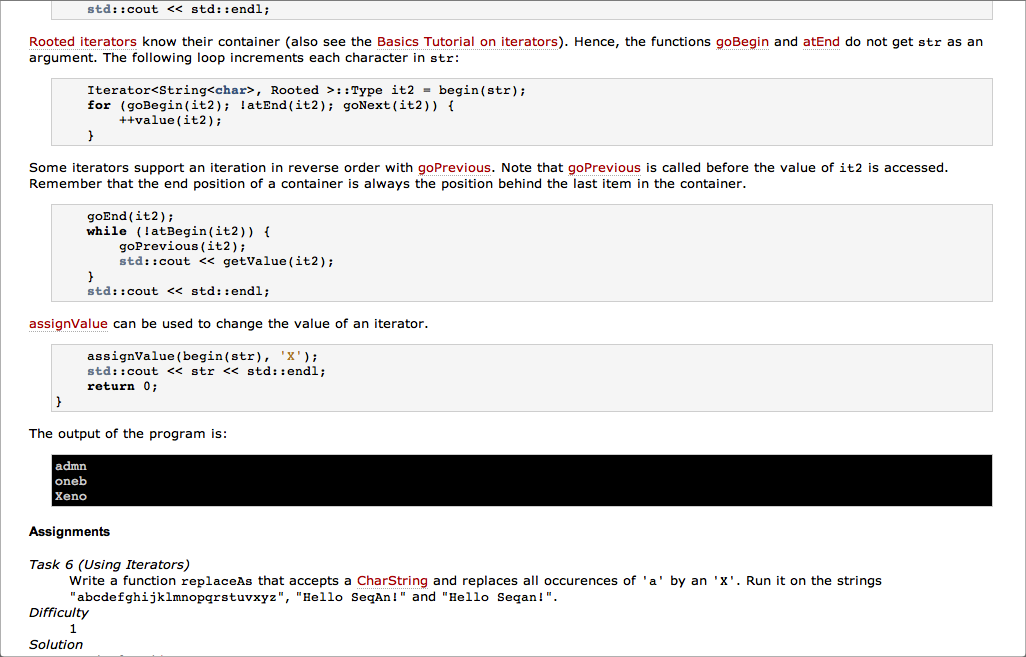 std::cout << std::endl;
Rooted iterators know their container (also see the Basics Tutorial on iterators). Hence, the functions goBegin and atEnd do not get str as an
argument. The following loop increments each character in str:
Iterator<String<char>, Rooted >::Type it2 = begin(str);
for (goBegin(it2); !atEnd(it2); goNext(it2)) {
++value(it2);
}
Some iterators support an iteration in reverse order with goPrevious. Note that goPrevious is called before the value of it2 is accessed.
Remember that the end position of a container is always the position behind the last item in the container.
goEnd(it2);
while (!atBegin(it2)) {
goPrevious(it2);
std::cout << getValue(it2);
}
std::cout << std::endl;
assignValue can be used to change the value of an iterator.
assignValue(begin(str), 'X');
std::cout << str << std::endl;
return 0;
}
The output of the program is:
admn
oneb
Xeno
Assignments
Task 6 (Using Iterators)
Write a function replaceAs that accepts a CharString and replaces all occurences of 'a' by an 'X'. Run it on the strings
"abcdefghijklmnopqrstuvxyz", "Hello SeqAn!" and "Hello Seqan!".
Difficulty
1
Solution